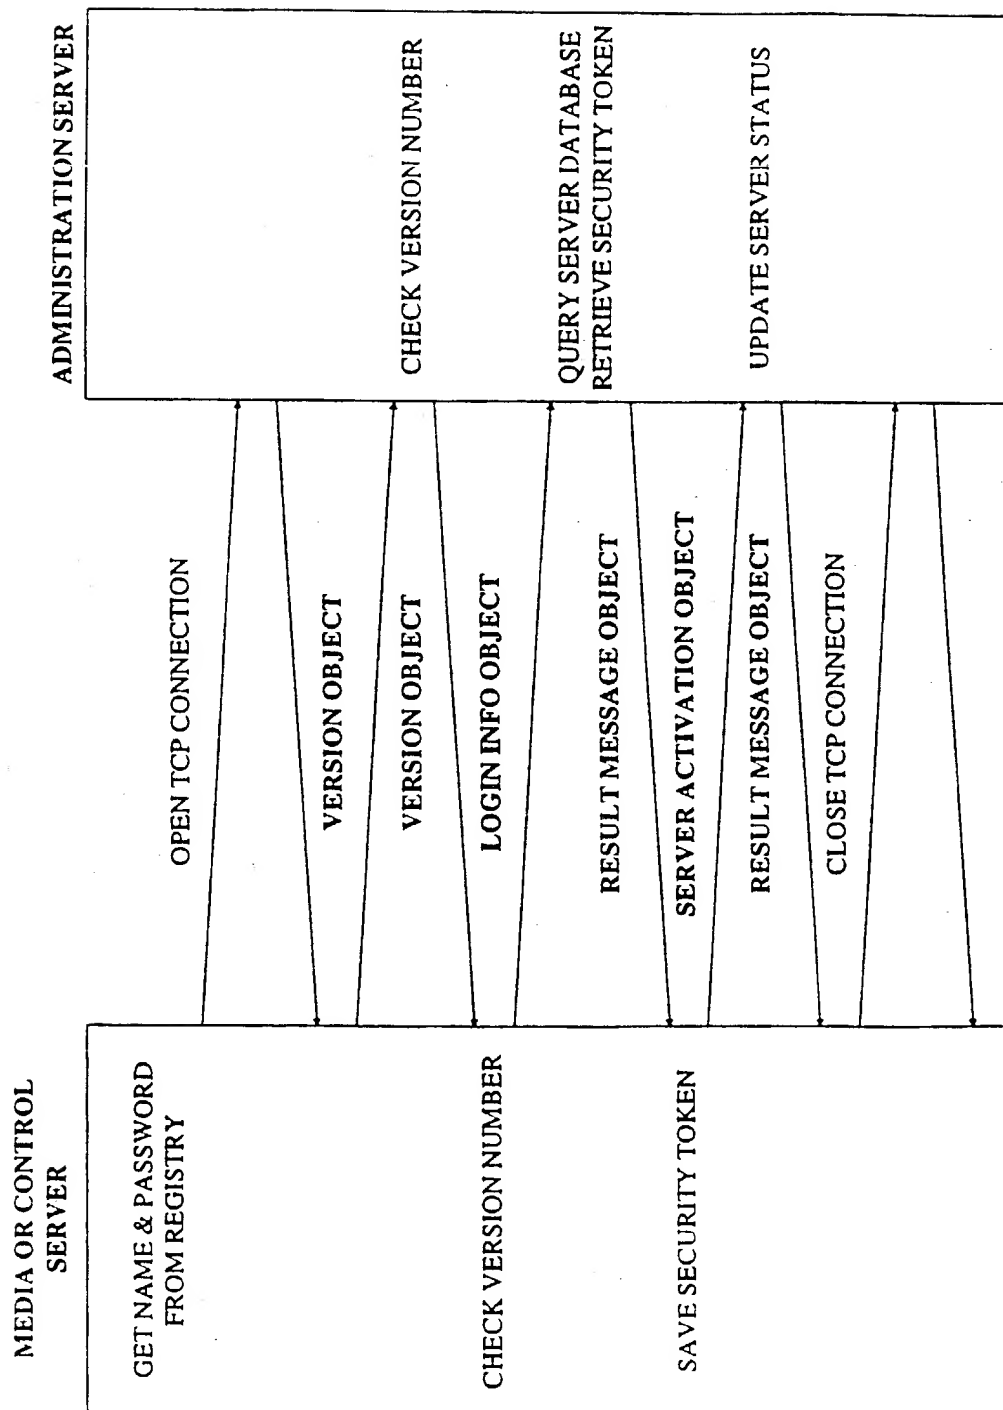 MEDIA OR CONTROL
SERVER
ADMINISTRATION SERVER
GET NAME & PASSWORD
FROM REGISTRY
OPEN TCP CONNECTION
VERSION OBJECT
VERSION OBJECT
CHECK VERSION NUMBER
CHECK VERSION NUMBER
LOGIN INFO OBJECT
QUERY SERVER DATABASE
RETRIEVE SECURITY TOKEN
RESULT MESSAGE OBJECT
SAVE SECURITY TOKEN
SERVER ACTIVATION OBJECT
RESULT MESSAGE OBJECT
UPDATE SERVER STATUS
CLOSE TCP CONNECTION